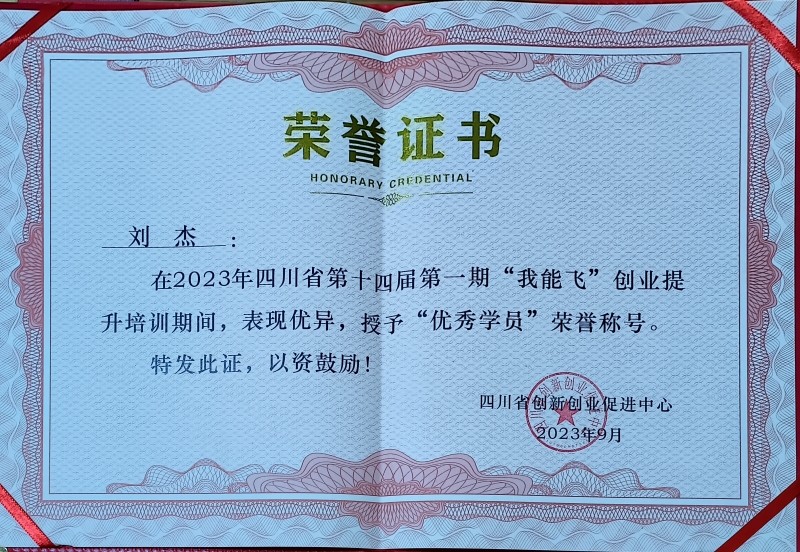 荣誉证书
HONORARY CREDENTIAL
刘 杰 :
在2023年四川省第十四届第一期“我能飞”创业提
升培训期间，表现优异，授予“优秀学员”荣誉称号。
特发此证，以资鼓励！
四川省创新创业促进中心
2023年9月